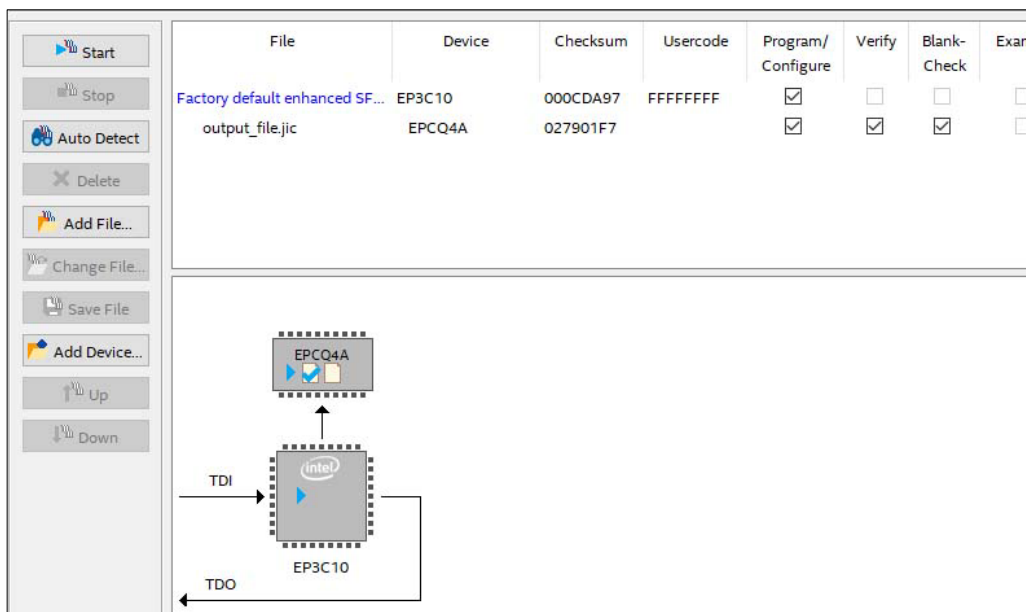 Start
Stop
Auto Detect
Delete
Add File...
Change File...
Save File
Add Device...
Up
Down
File Device Checksum Usercode Program/ Verify Blank-
Configure Check
Factory default enhanced SF... EP3C10 000CDA97 FFFFFFFF
output_file.jic EPCQ4A 027901F7
EPCQ4A
intel
TDI
EP3C10
TDO